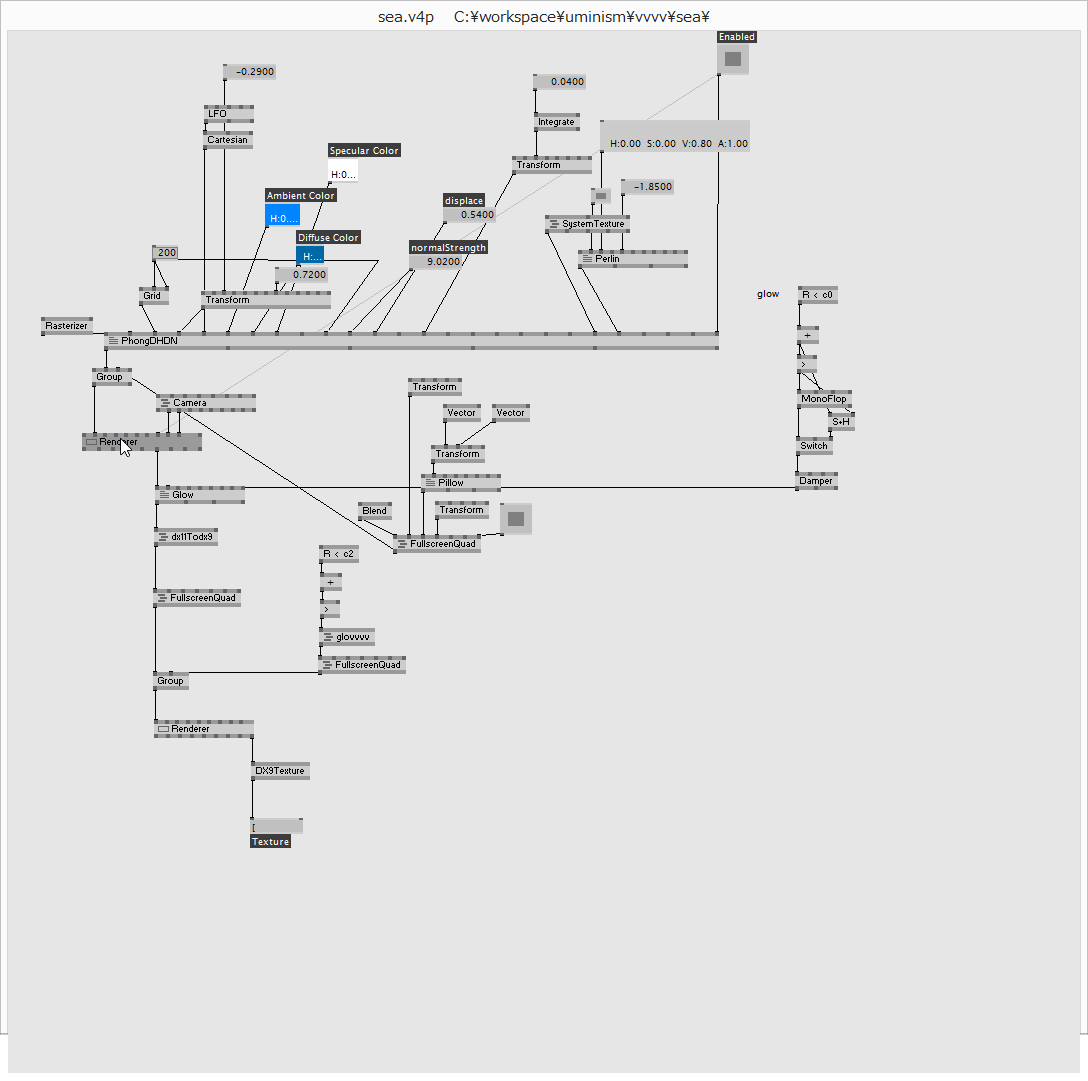 sea.v4p C:¥workspace¥uminism¥vvvv¥sea¥
Enabled
-0.2900
0.0400
LFO
Integrate
Cartesian
H:0.00 S:0.00 V:0.80 A:1.00
Specular Color
H:0...
Transform
-1.8500
Ambient Color
H:0....
displace
0.5400
SystemTexture
Diffuse Color
H:...
normalStrength
9.0200
200
Perlin
0.7200
Grid
Transform
glow
R < c0
Rasterizer
PhongDHDN
+
>
Group
Camera
Transform
MonoFlop
Vector
Vector
S+H
Renderer
Transform
Switch
Pillow
Damper
Glow
Blend
Transform
dx11Todx9
FullscreenQuad
R < c2
+
FullscreenQuad
>
glovvvv
FullscreenQuad
Group
Renderer
DX9Texture
[
Texture